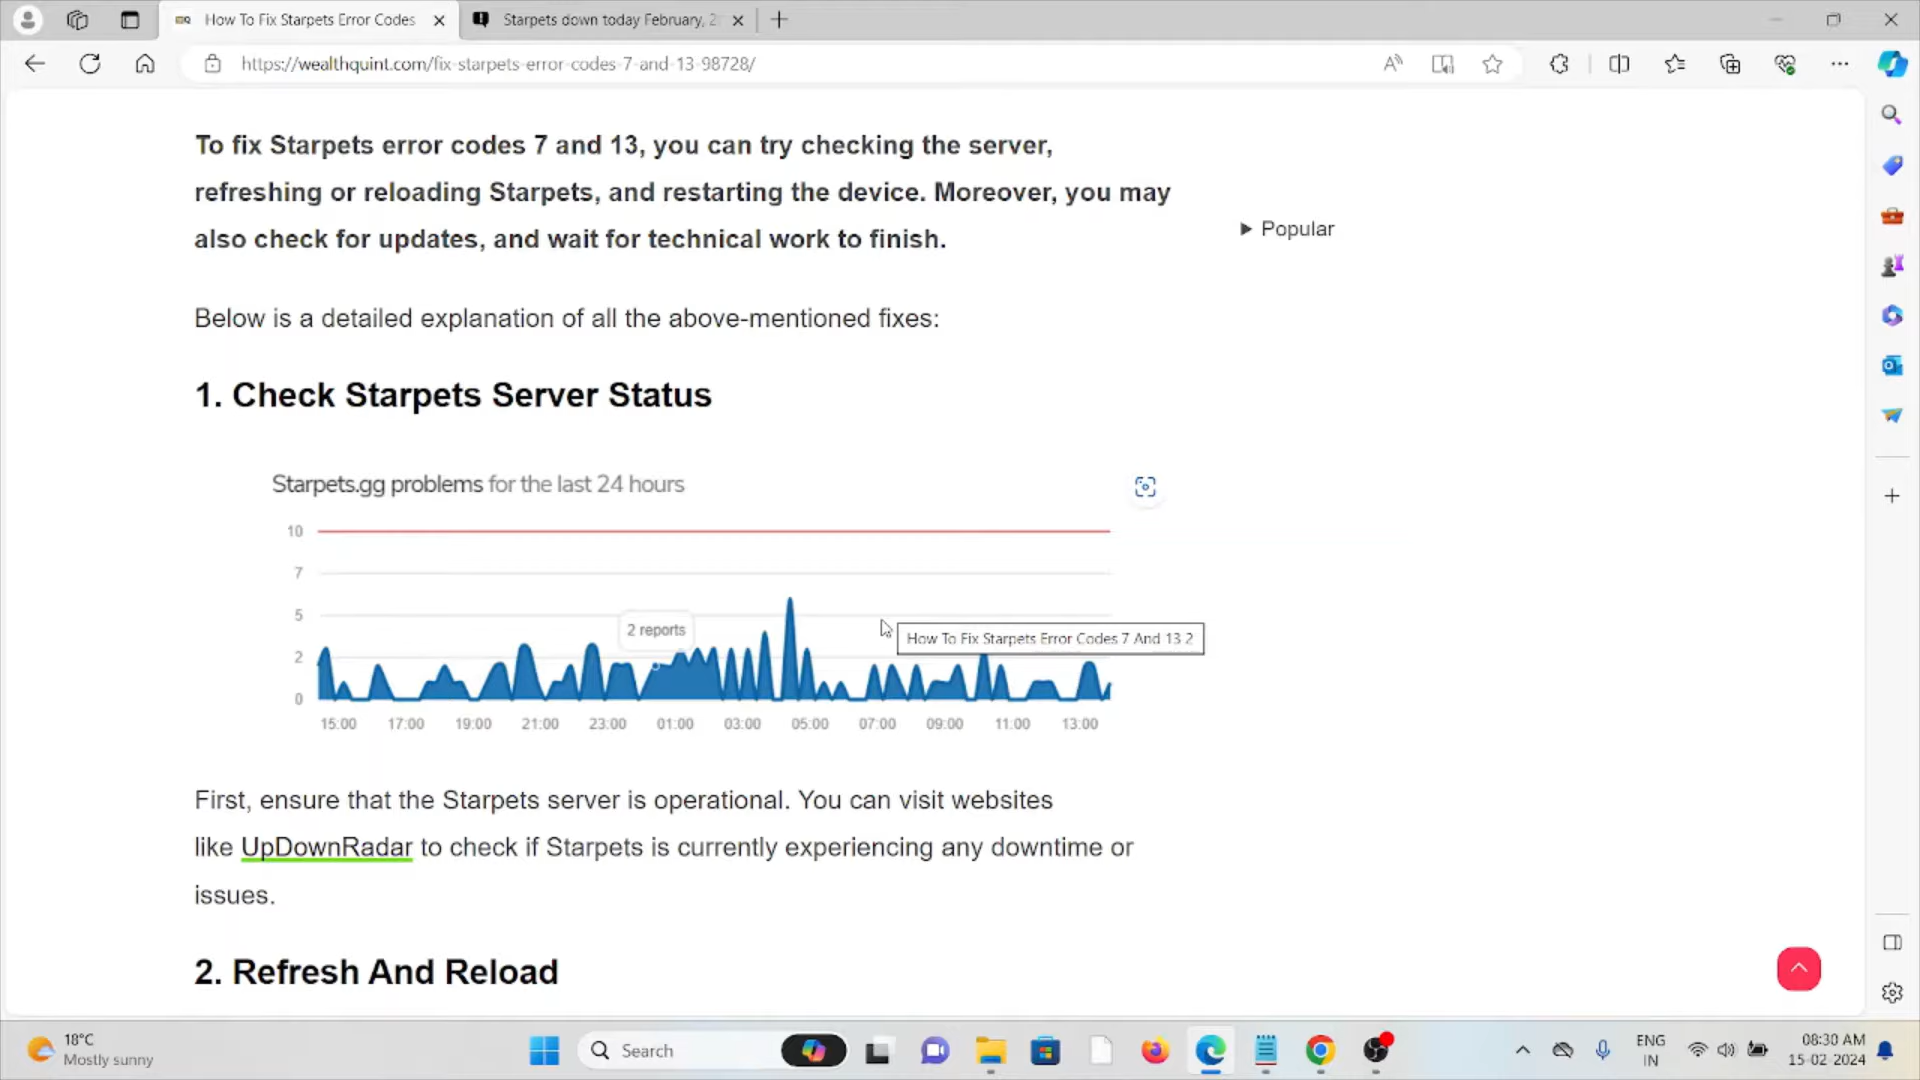 How To Fix Starpets Error Codes
Starpets down today February, 2
https://wealthquint.com/fix-starpets-error-codes-7-and-13-98728/
To fix Starpets error codes 7 and 13, you can try checking the server,
refreshing or reloading Starpets, and restarting the device. Moreover, you may
also check for updates, and wait for technical work to finish.
Popular
Below is a detailed explanation of all the above-mentioned fixes:
1. Check Starpets Server Status
Starpets.gg problems for the last 24 hours
10
7
5
2
0
2 reports
How To Fix Starpets Error Codes 7 And 13 2
15:00 17:00 19:00 21:00 23:00 01:00 03:00 05:00 07:00 09:00 11:00 13:00
First, ensure that the Starpets server is operational. You can visit websites
like UpDownRadar to check if Starpets is currently experiencing any downtime or
issues.
2. Refresh And Reload
18°C
Mostly sunny
Search
ENG
IN
08:30 AM
15-02-2024